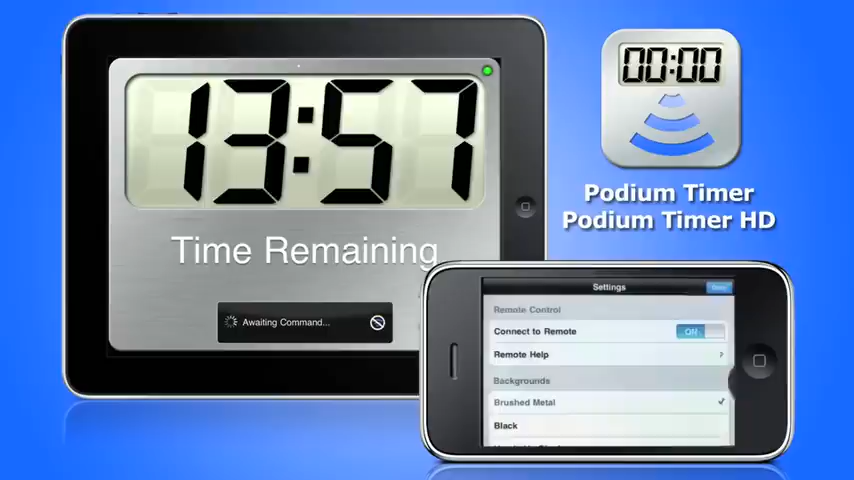 13:57
Time Remaining
Awaiting Command...
00:00
Podium Timer
Podium Timer HD
Settings
Remote Control
Connect to Remote
ON
Remote Help
?
Backgrounds
Brushed Metal
Black